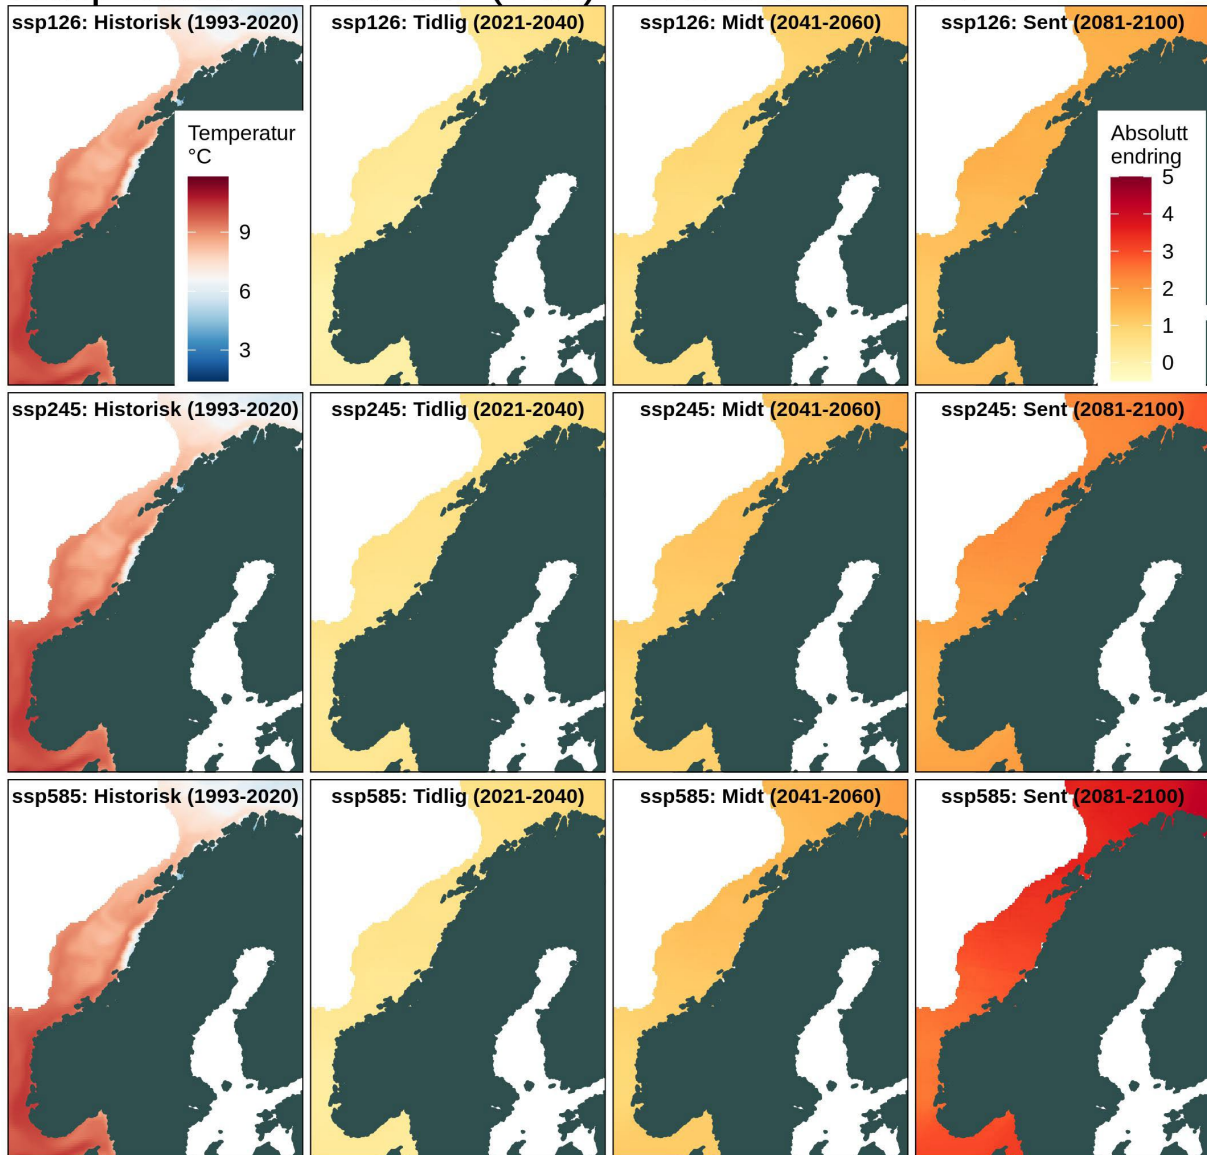 ssp126: Historisk (1993-2020)
ssp126: Tidlig (2021-2040)
ssp126: Midt (2041-2060)
ssp126: Sent (2081-2100)
Temperatur
°C
9
6
3
Absolutt
endring
5
4
3
2
1
0
ssp245: Historisk (1993-2020)
ssp245: Tidlig (2021-2040)
ssp245: Midt (2041-2060)
ssp245: Sent (2081-2100)
ssp585: Historisk (1993-2020)
ssp585: Tidlig (2021-2040)
ssp585: Midt (2041-2060)
ssp585: Sent (2081-2100)